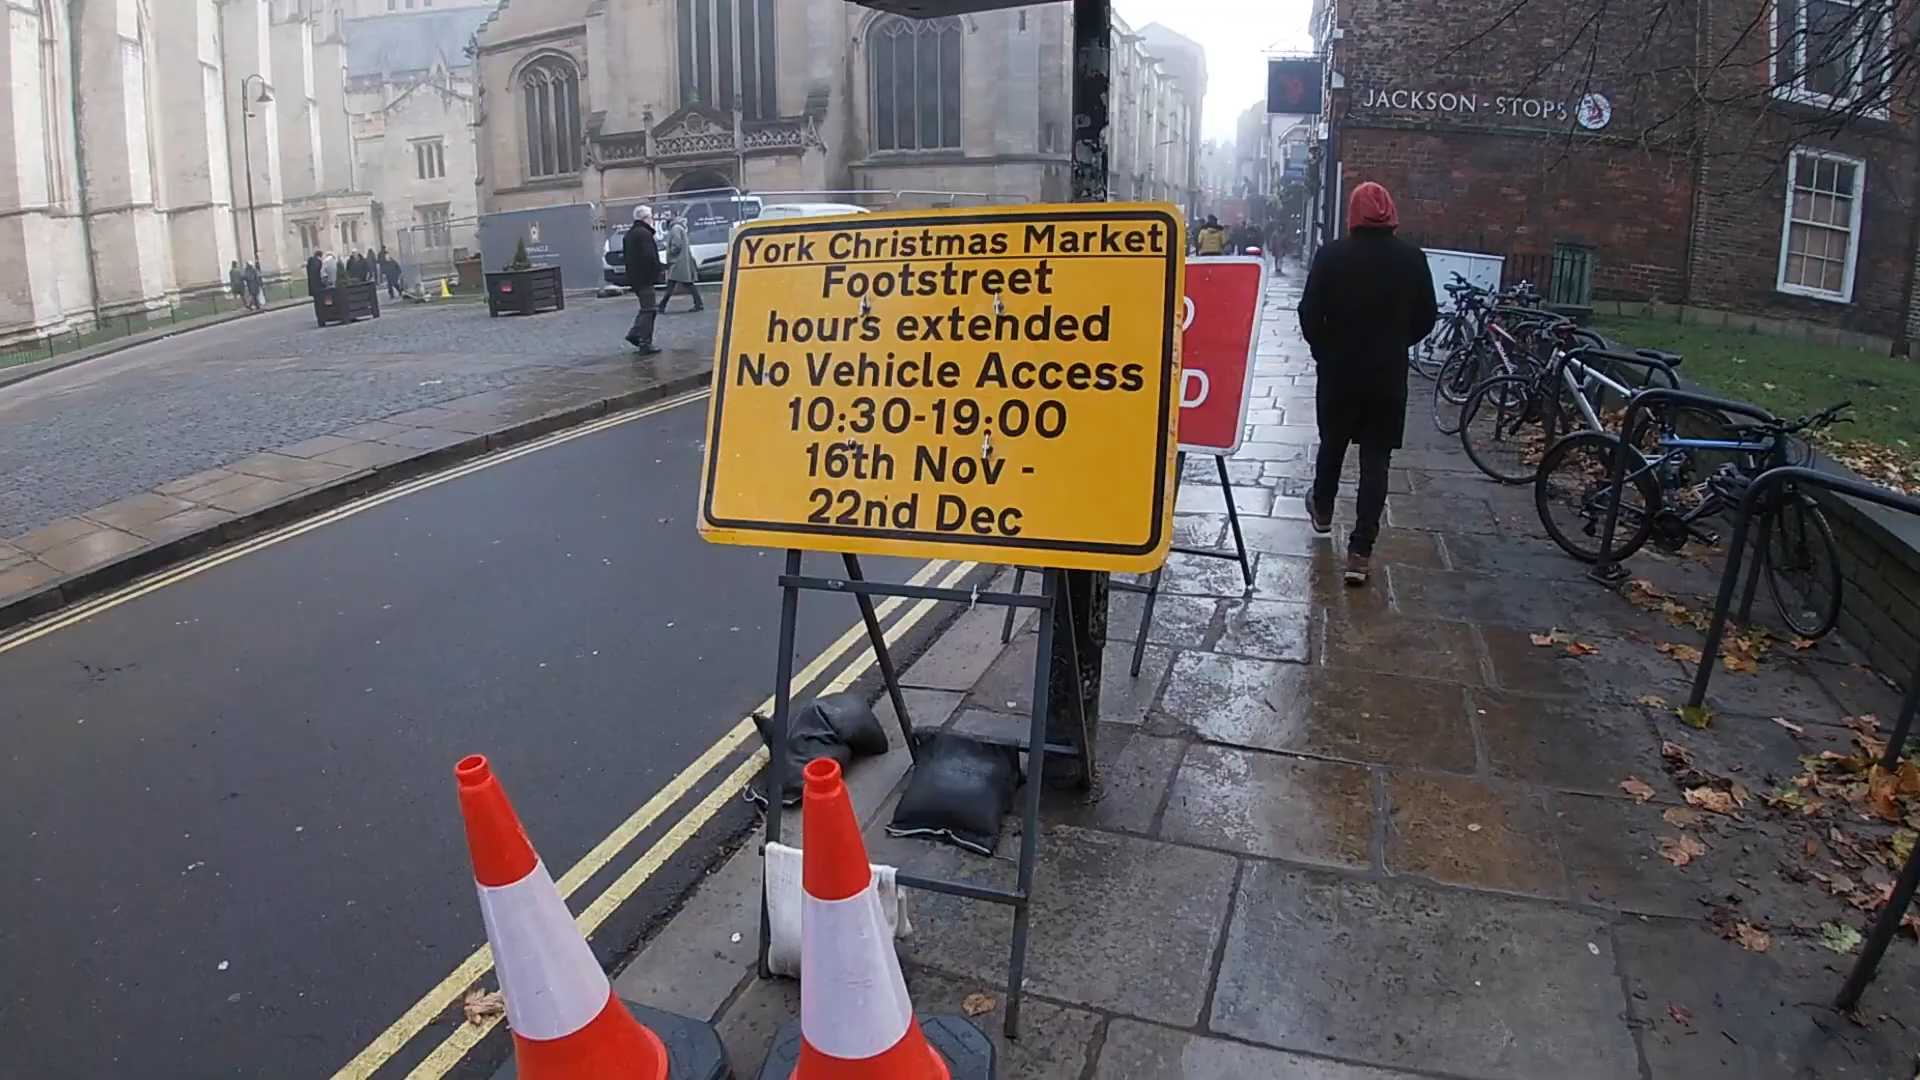 JACKSON-STOPS
York Christmas Market
Footstreet
hours extended
No Vehicle Access
10:30-19:00
16th Nov -
22nd Dec